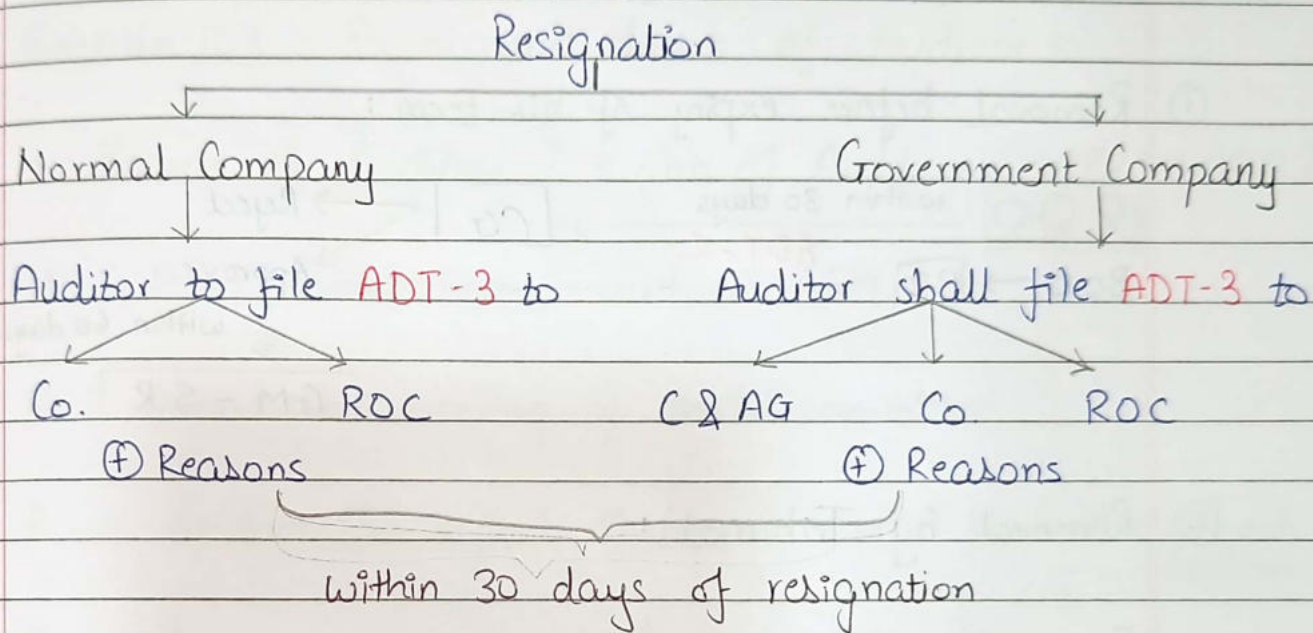 Resignation
Normal Company Government Company
Auditor to file ADT-3 to Auditor shall file ADT-3 to
Co. ROC C & AG Co. ROC
⊕ Reasons ⊕ Reasons
within 30 days of resignation